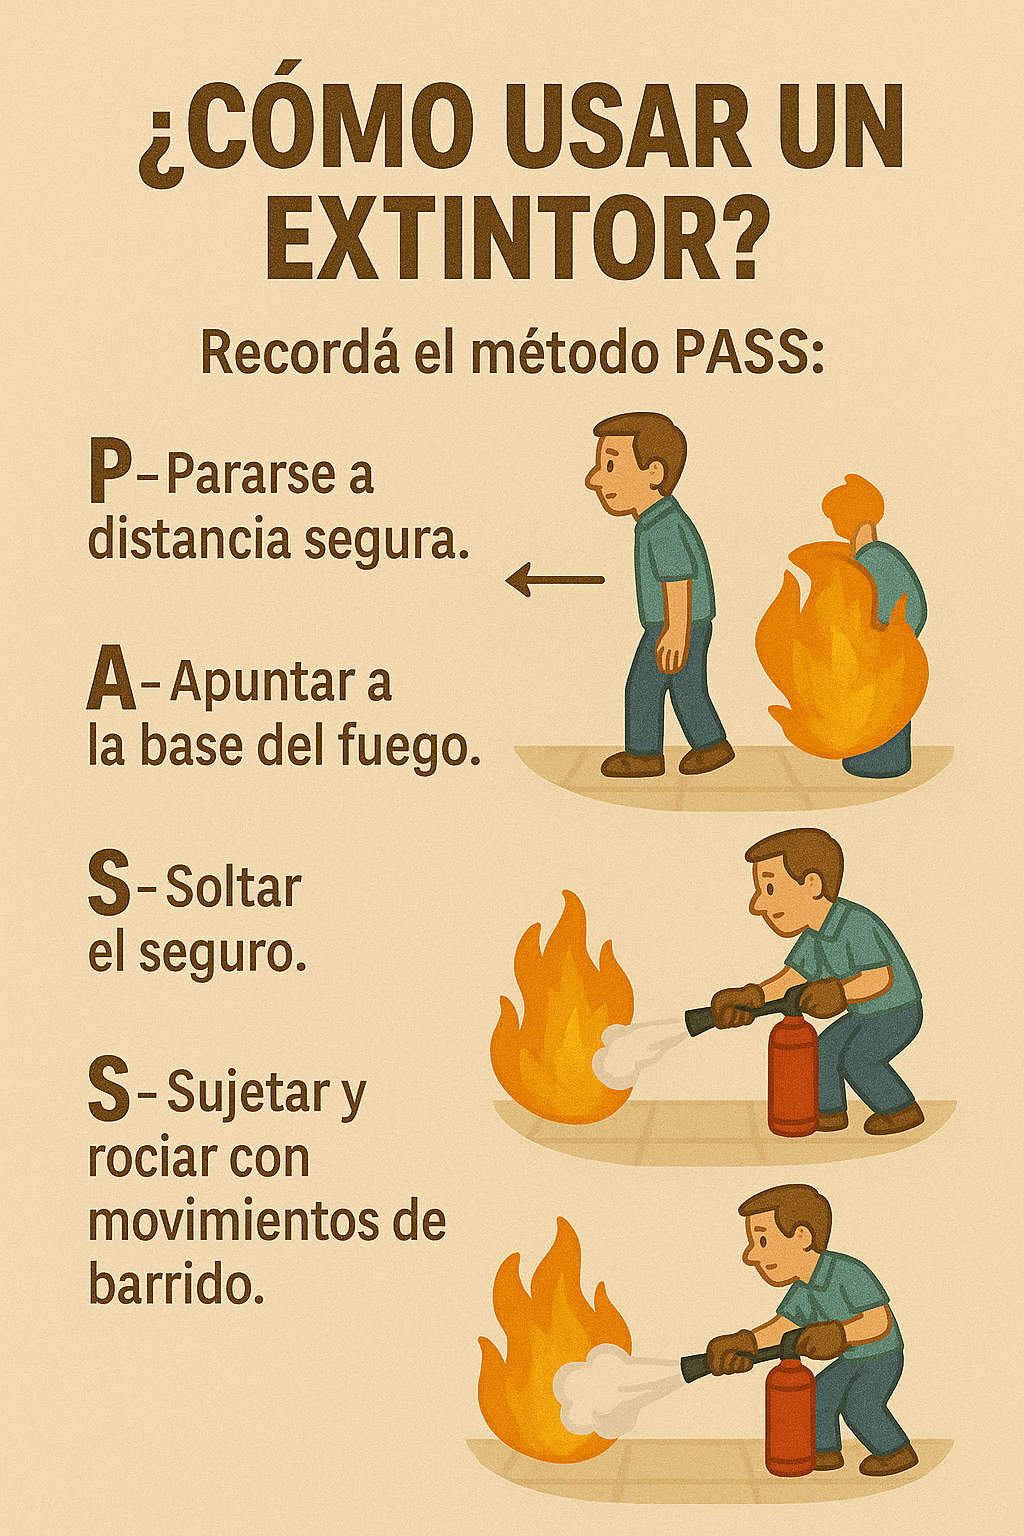 ¿CÓMO USAR UN
EXTINTOR?
Recordá el método PASS:
P – Pararse a
distancia segura.
A – Apuntar a
la base del fuego.
S – Soltar
el seguro.
S – Sujetar y
rociar con
movimientos de
barrido.